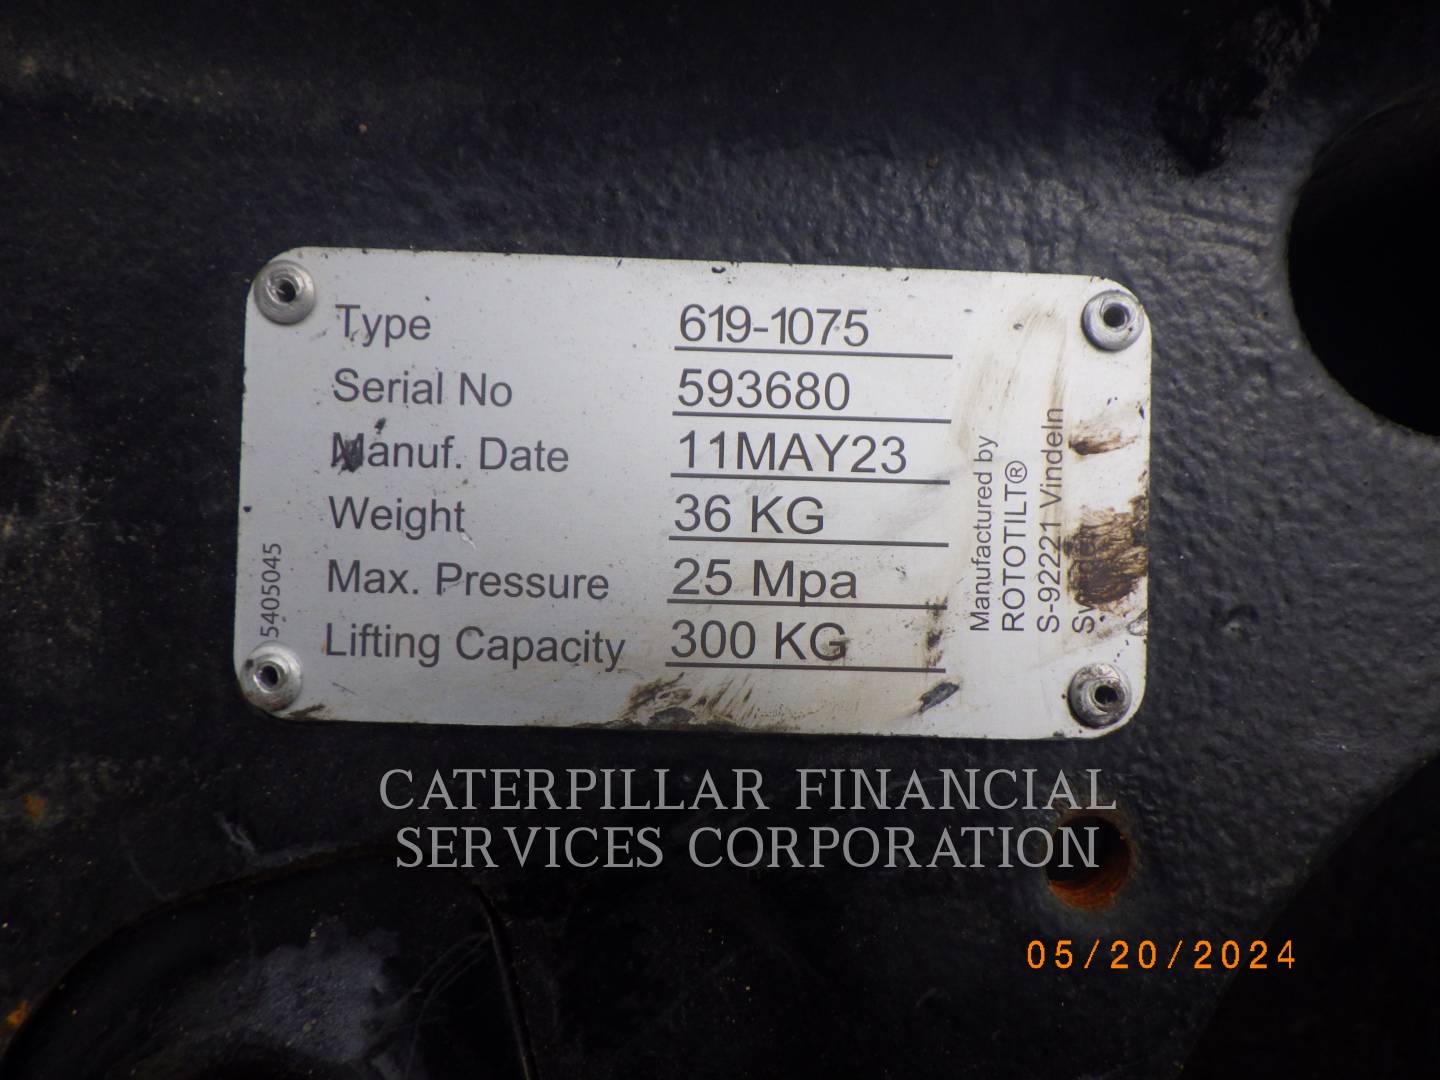 Type 619-1075
Serial No 593680
Manuf. Date 11MAY23
Weight 36 KG
Max. Pressure 25 Mpa
Lifting Capacity 300 KG
5405045
Manufactured by
ROTOTILT®
S-92221 Vindeln
CATERPILLAR FINANCIAL
SERVICES CORPORATION
05/20/2024